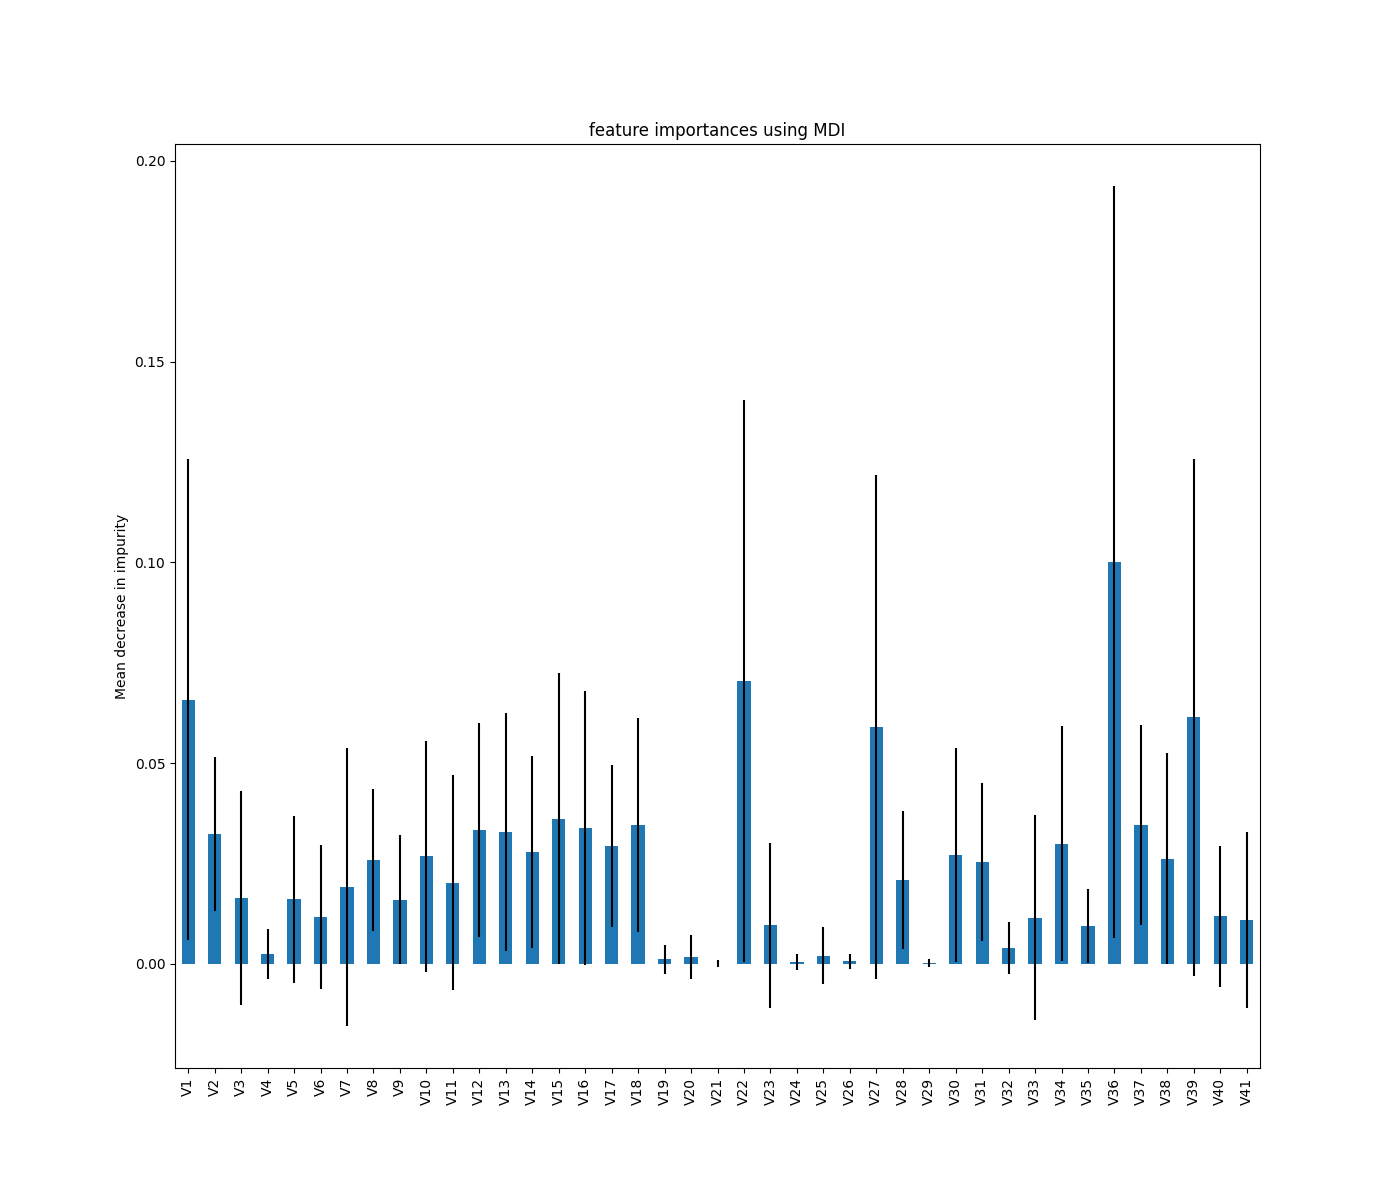 feature importances using MDI
Mean decrease in impurity
0.20
0.15
0.10
0.05
0.00
V1 V2 V3 V4 V5 V6 V7 V8 V9 V10 V11 V12 V13 V14 V15 V16 V17 V18 V19 V20 V21 V22 V23 V24 V25 V26 V27 V28 V29 V30 V31 V32 V33 V34 V35 V36 V37 V38 V39 V40 V41